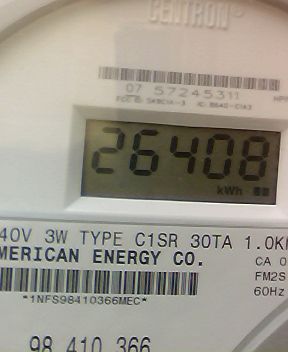 CENTRON®
07 57245311
26408
kWh
40V 3W TYPE C1SR 30TA 1.0K
MERICAN ENERGY CO.
CA 0
FM2S
*1NFS98410366MEC*
60Hz
98 410 366